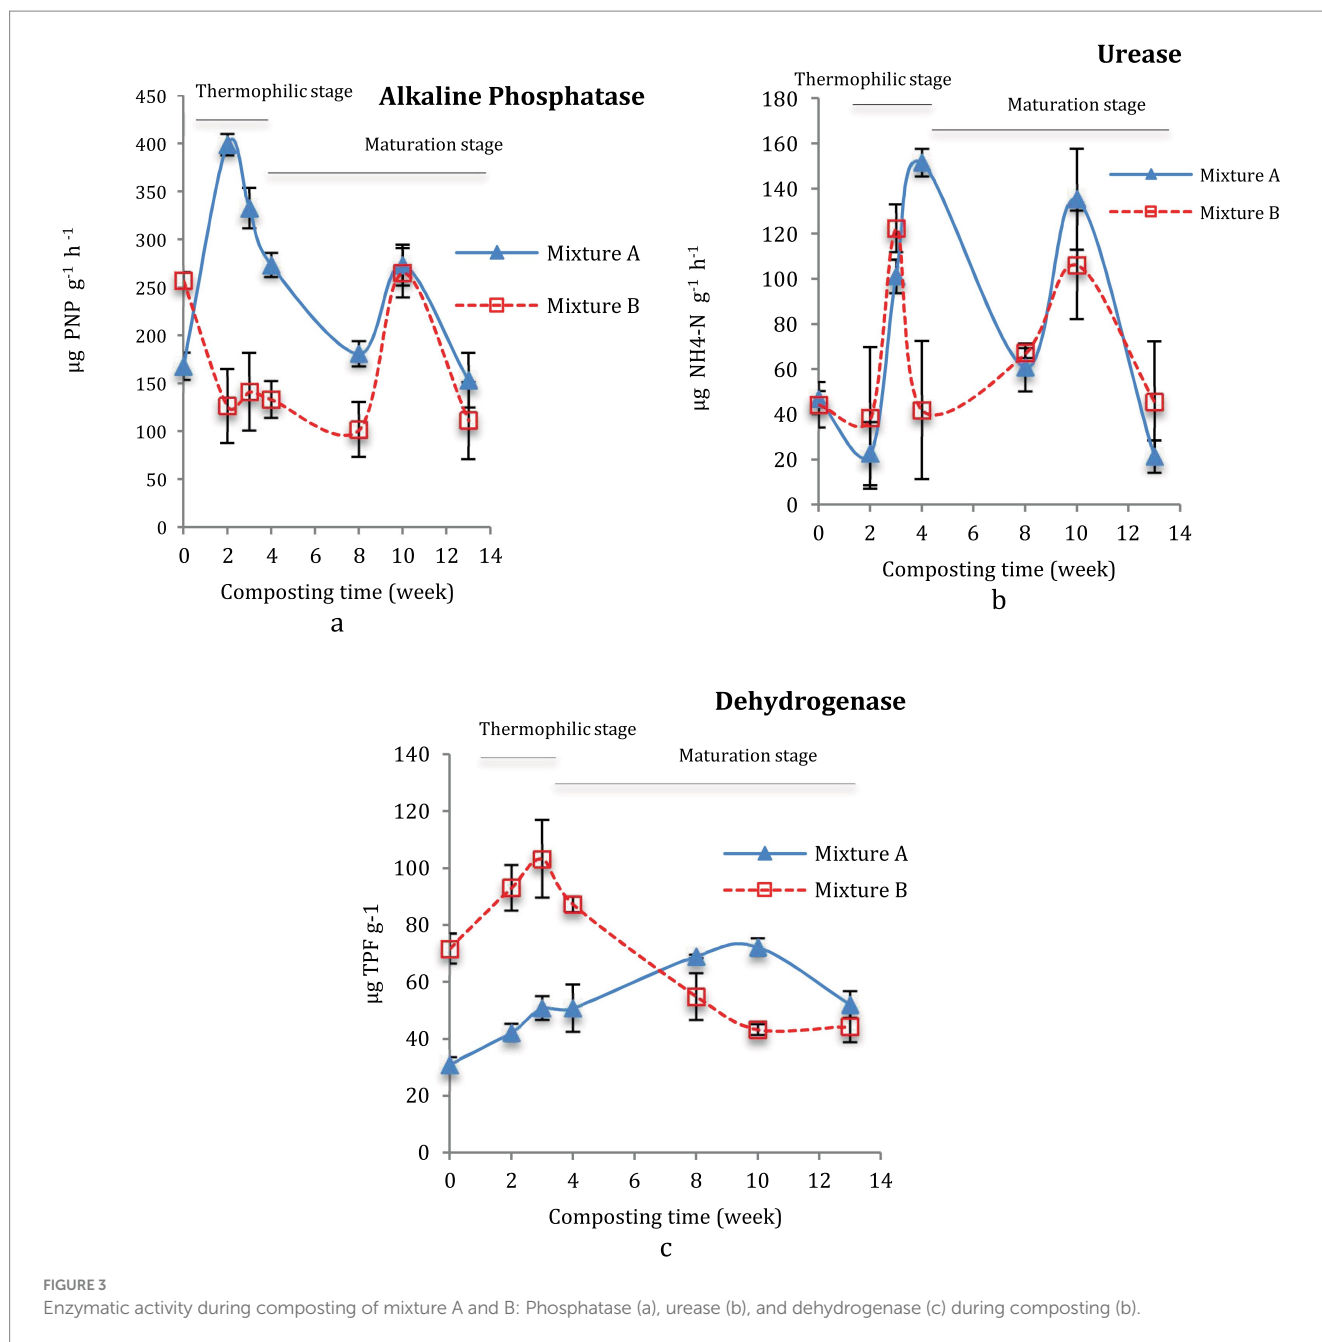 Alkaline Phosphatase
Thermophilic stage
Maturation stage
450
400
350
300
250
200
150
100
50
0
µg PNP g⁻¹ h⁻¹
Mixture A
Mixture B
0 2 4 6 8 10 12 14
Composting time (week)
a
Urease
Thermophilic stage
Maturation stage
180
160
140
120
100
80
60
40
20
0
µg NH4-N g⁻¹ h⁻¹
Mixture A
Mixture B
0 2 4 6 8 10 12 14
Composting time (week)
b
Dehydrogenase
Thermophilic stage
Maturation stage
140
120
100
80
60
40
20
0
µg TPF g-1
Mixture A
Mixture B
0 2 4 6 8 10 12 14
Composting time (week)
c
FIGURE 3
Enzymatic activity during composting of mixture A and B: Phosphatase (a), urease (b), and dehydrogenase (c) during composting (b).